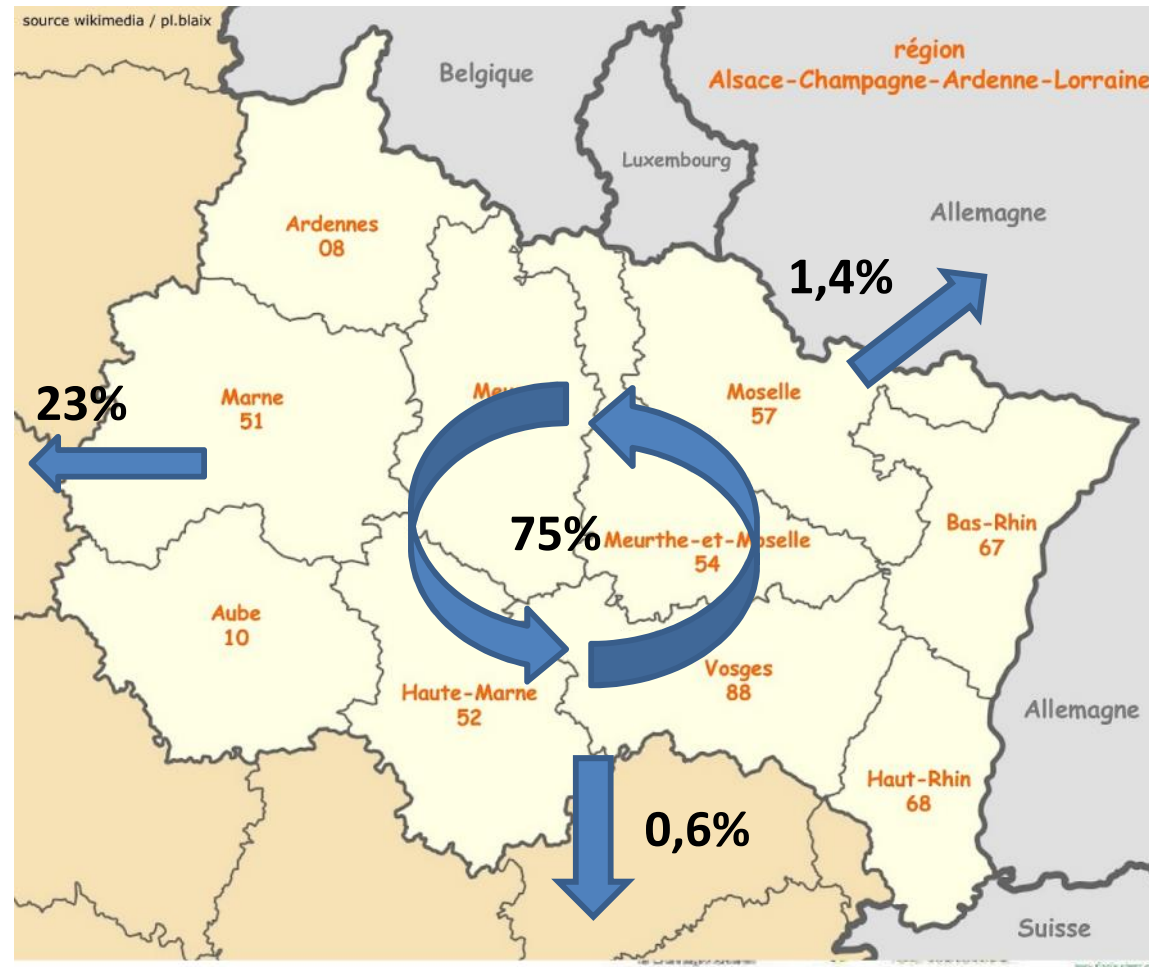 source wikimedia / pl.blaix
région
Alsace-Champagne-Ardenne-Lorraine
Belgique
Luxembourg
Allemagne
Ardennes
08
1,4%
23%
Marne
51
Moselle
57
75%
Meurthe-et-Moselle
54
Bas-Rhin
67
Aube
10
Haute-Marne
52
Vosges
88
Allemagne
Haut-Rhin
68
0,6%
Suisse